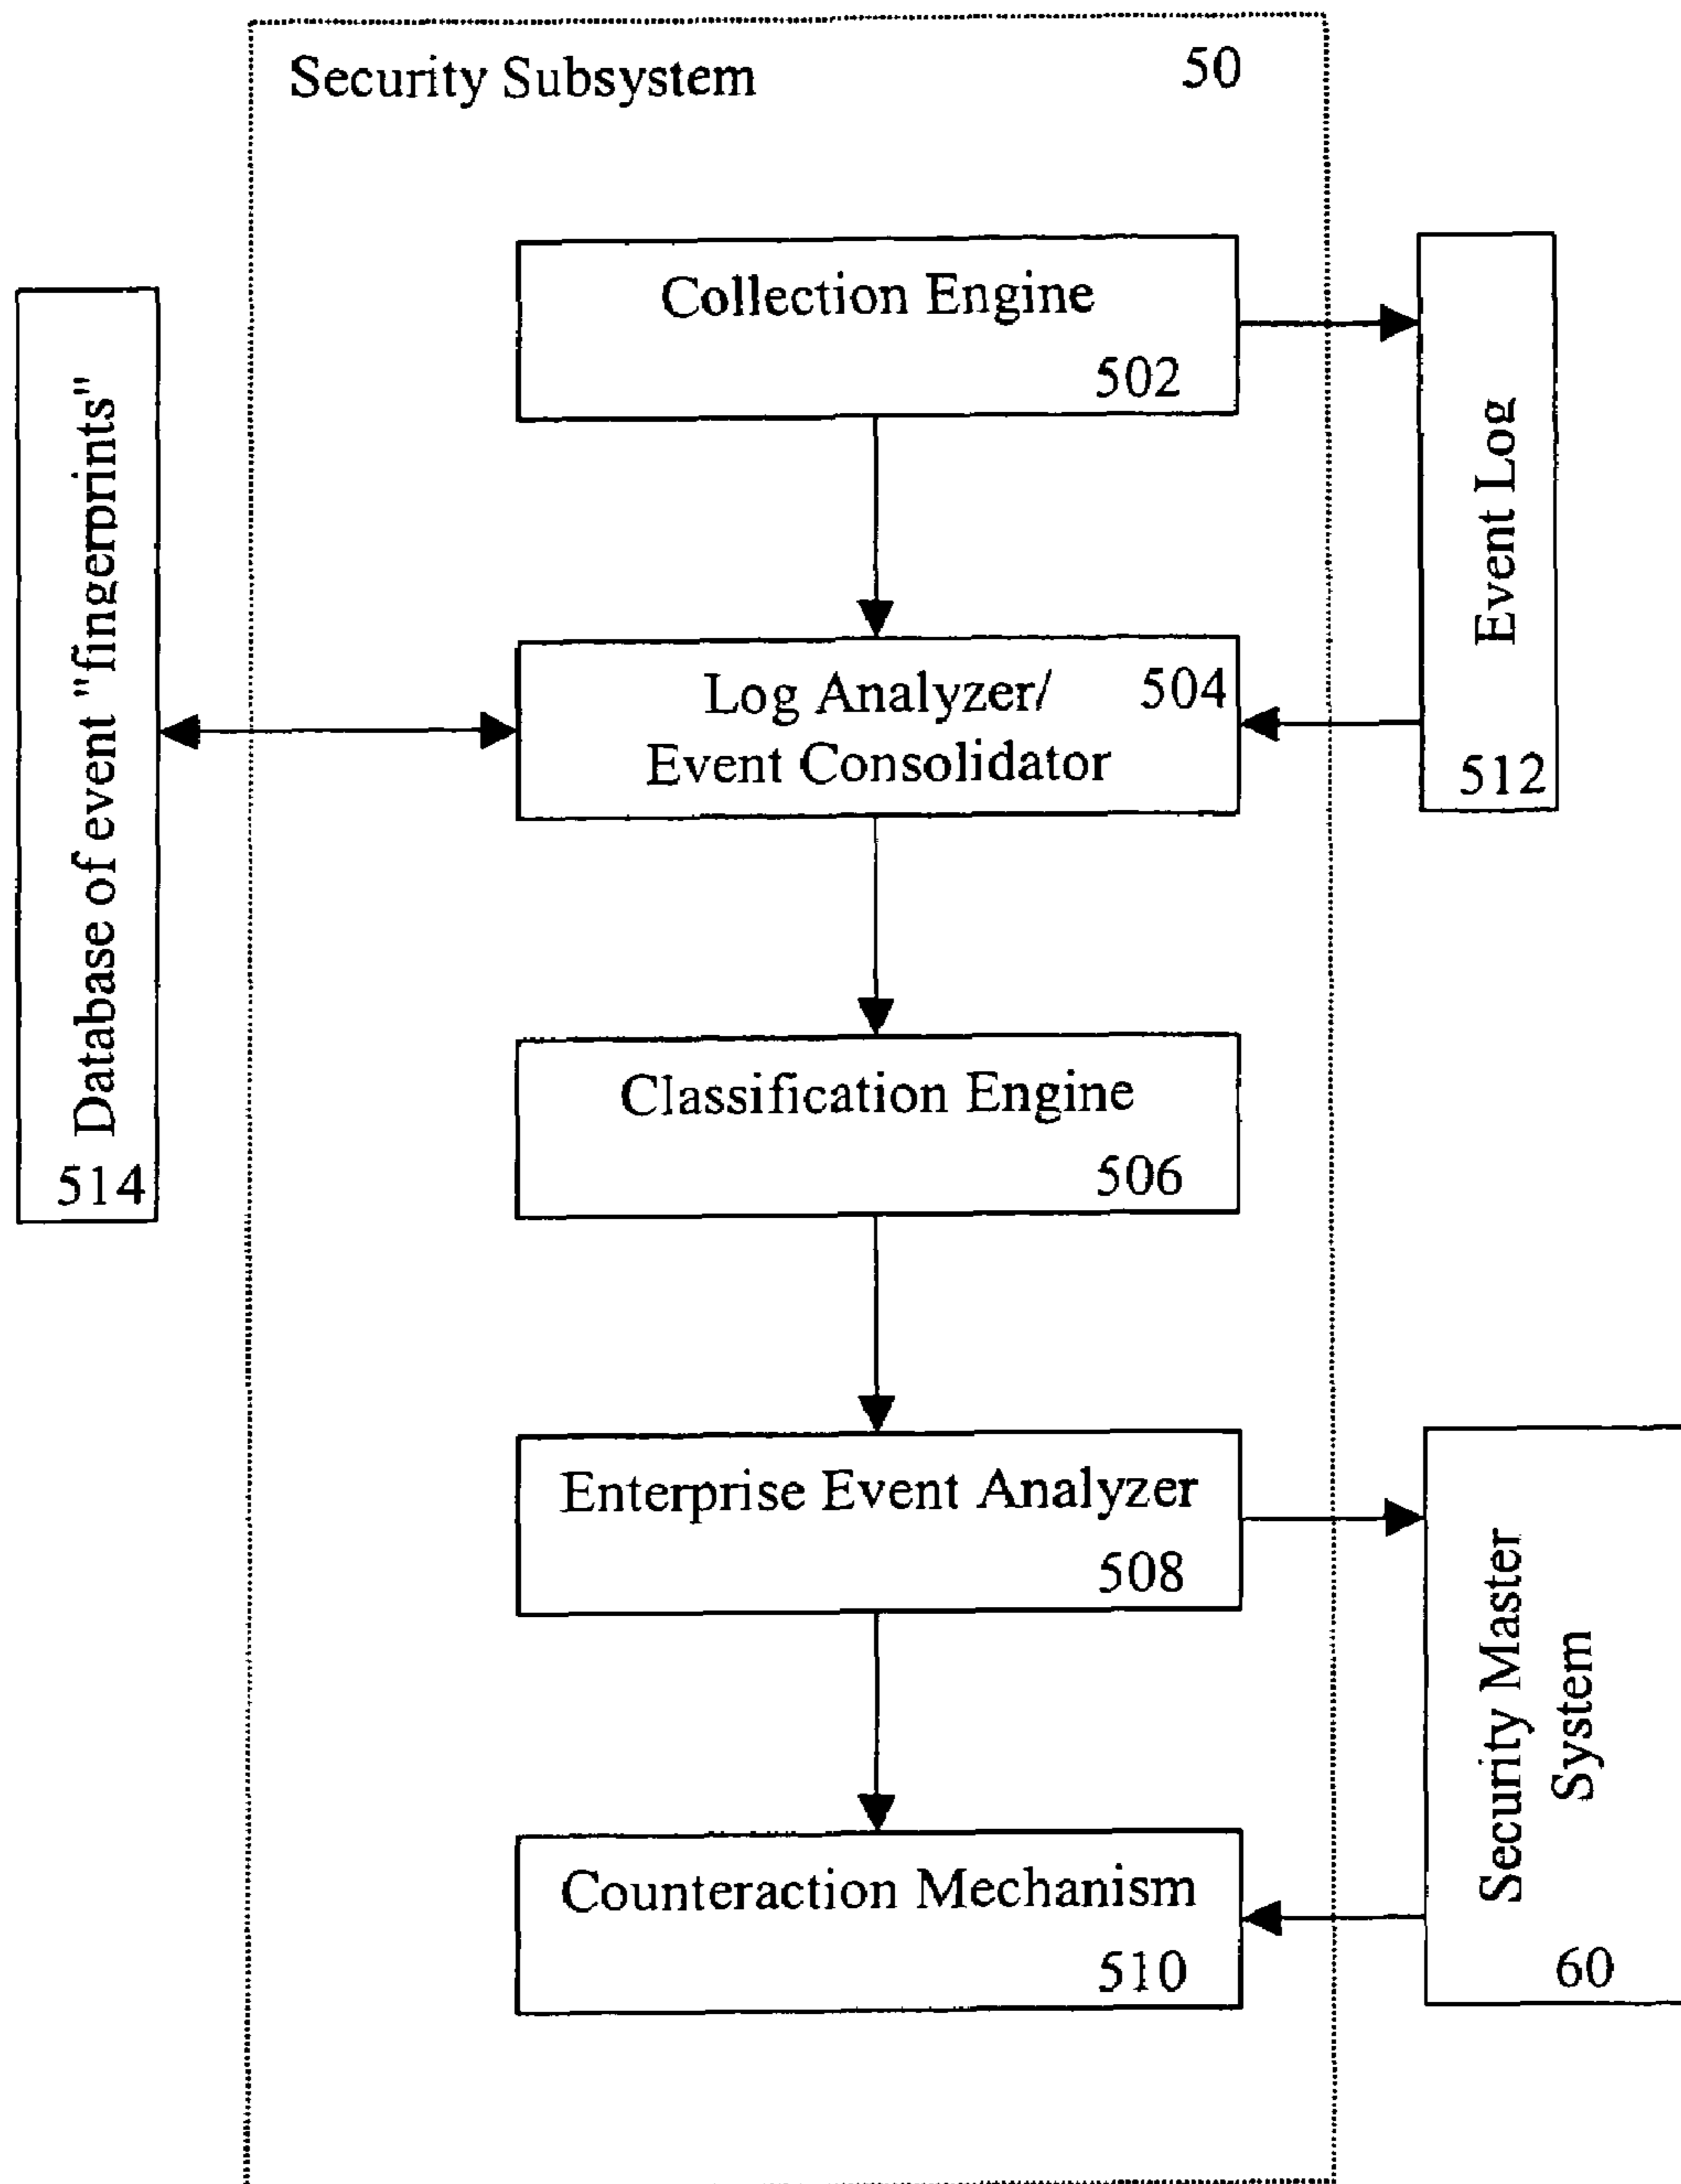 Security Subsystem 50
Collection Engine
502
Event Log
512
Log Analyzer/ 504
Event Consolidator
Database of event "fingerprints"
514
Classification Engine
506
Enterprise Event Analyzer
508
Security Master
System
60
Counteraction Mechanism
510